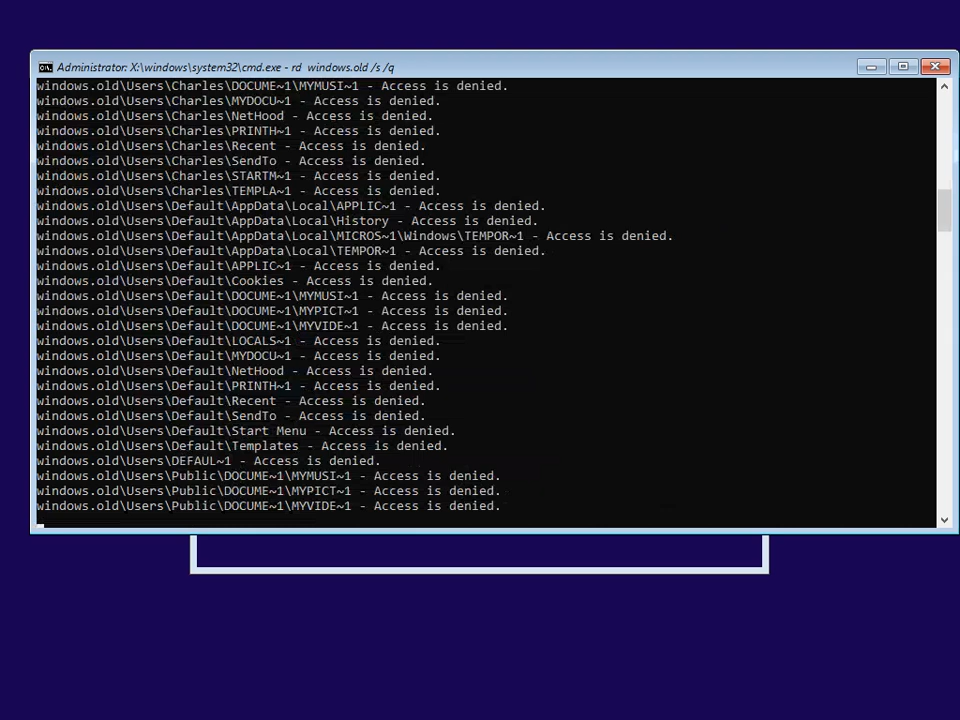 Administrator: X:\windows\system32\cmd.exe - rd windows.old /s /q
windows.old\Users\Charles\DOCUME~1\MYMUSI~1 - Access is denied.
windows.old\Users\Charles\MYDOCU~1 - Access is denied.
windows.old\Users\Charles\NetHood - Access is denied.
windows.old\Users\Charles\PRINTH~1 - Access is denied.
windows.old\Users\Charles\Recent - Access is denied.
windows.old\Users\Charles\SendTo - Access is denied.
windows.old\Users\Charles\STARTM~1 - Access is denied.
windows.old\Users\Charles\TEMPLA~1 - Access is denied.
windows.old\Users\Default\AppData\Local\APPLIC~1 - Access is denied.
windows.old\Users\Default\AppData\Local\History - Access is denied.
windows.old\Users\Default\AppData\Local\MICROS~1\Windows\TEMPOR~1 - Access is denied.
windows.old\Users\Default\AppData\Local\TEMPOR~1 - Access is denied.
windows.old\Users\Default\APPLIC~1 - Access is denied.
windows.old\Users\Default\Cookies - Access is denied.
windows.old\Users\Default\DOCUME~1\MYMUSI~1 - Access is denied.
windows.old\Users\Default\DOCUME~1\MYPICT~1 - Access is denied.
windows.old\Users\Default\DOCUME~1\MYVIDE~1 - Access is denied.
windows.old\Users\Default\LOCALS~1 - Access is denied.
windows.old\Users\Default\MYDOCU~1 - Access is denied.
windows.old\Users\Default\NetHood - Access is denied.
windows.old\Users\Default\PRINTH~1 - Access is denied.
windows.old\Users\Default\Recent - Access is denied.
windows.old\Users\Default\SendTo - Access is denied.
windows.old\Users\Default\Start Menu - Access is denied.
windows.old\Users\Default\Templates - Access is denied.
windows.old\Users\DEFAUL~1 - Access is denied.
windows.old\Users\Public\DOCUME~1\MYMUSI~1 - Access is denied.
windows.old\Users\Public\DOCUME~1\MYPICT~1 - Access is denied.
windows.old\Users\Public\DOCUME~1\MYVIDE~1 - Access is denied.